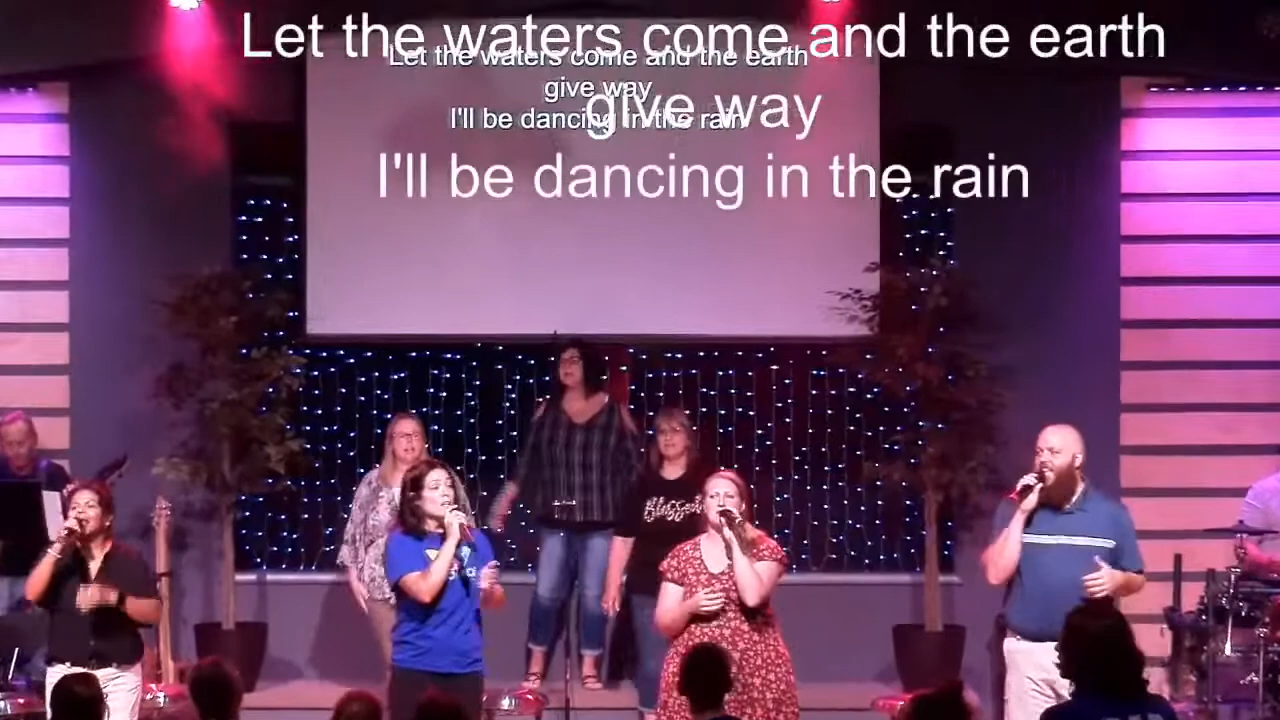 Let the waters come and the earth
give way
I'll be dancing in the rain
Let the waters come and the earth
give way
I'll be dancing in the rain
Blessed